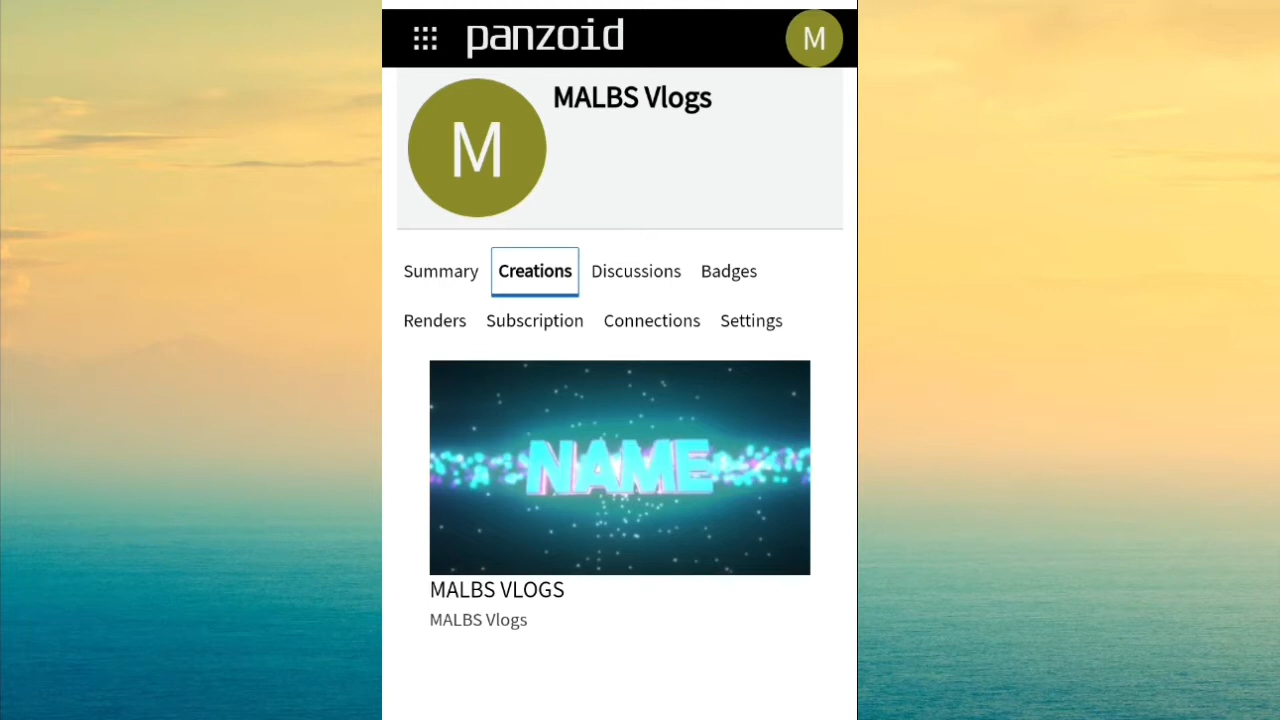 panzoid
M
M
MALBS Vlogs
Summary Creations Discussions Badges
Renders Subscription Connections Settings
NAME
MALBS VLOGS
MALBS Vlogs